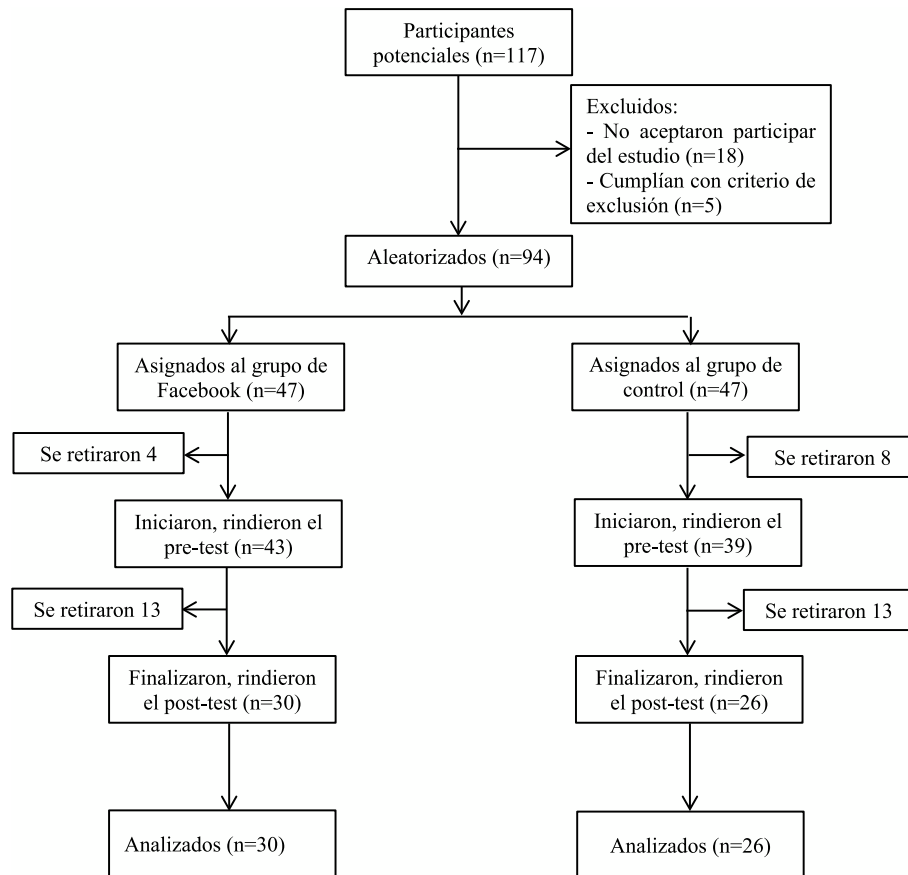 Participantes
potenciales (n=117)
Excluidos:
- No aceptaron participar
del estudio (n=18)
- Cumplían con criterio de
exclusión (n=5)
Aleatorizados (n=94)
Asignados al grupo de
Facebook (n=47)
Asignados al grupo de
control (n=47)
Se retiraron 4
Se retiraron 8
Iniciaron, rindieron el
pre-test (n=43)
Iniciaron, rindieron el
pre-test (n=39)
Se retiraron 13
Se retiraron 13
Finalizaron, rindieron
el post-test (n=30)
Finalizaron, rindieron
el post-test (n=26)
Analizados (n=30)
Analizados (n=26)